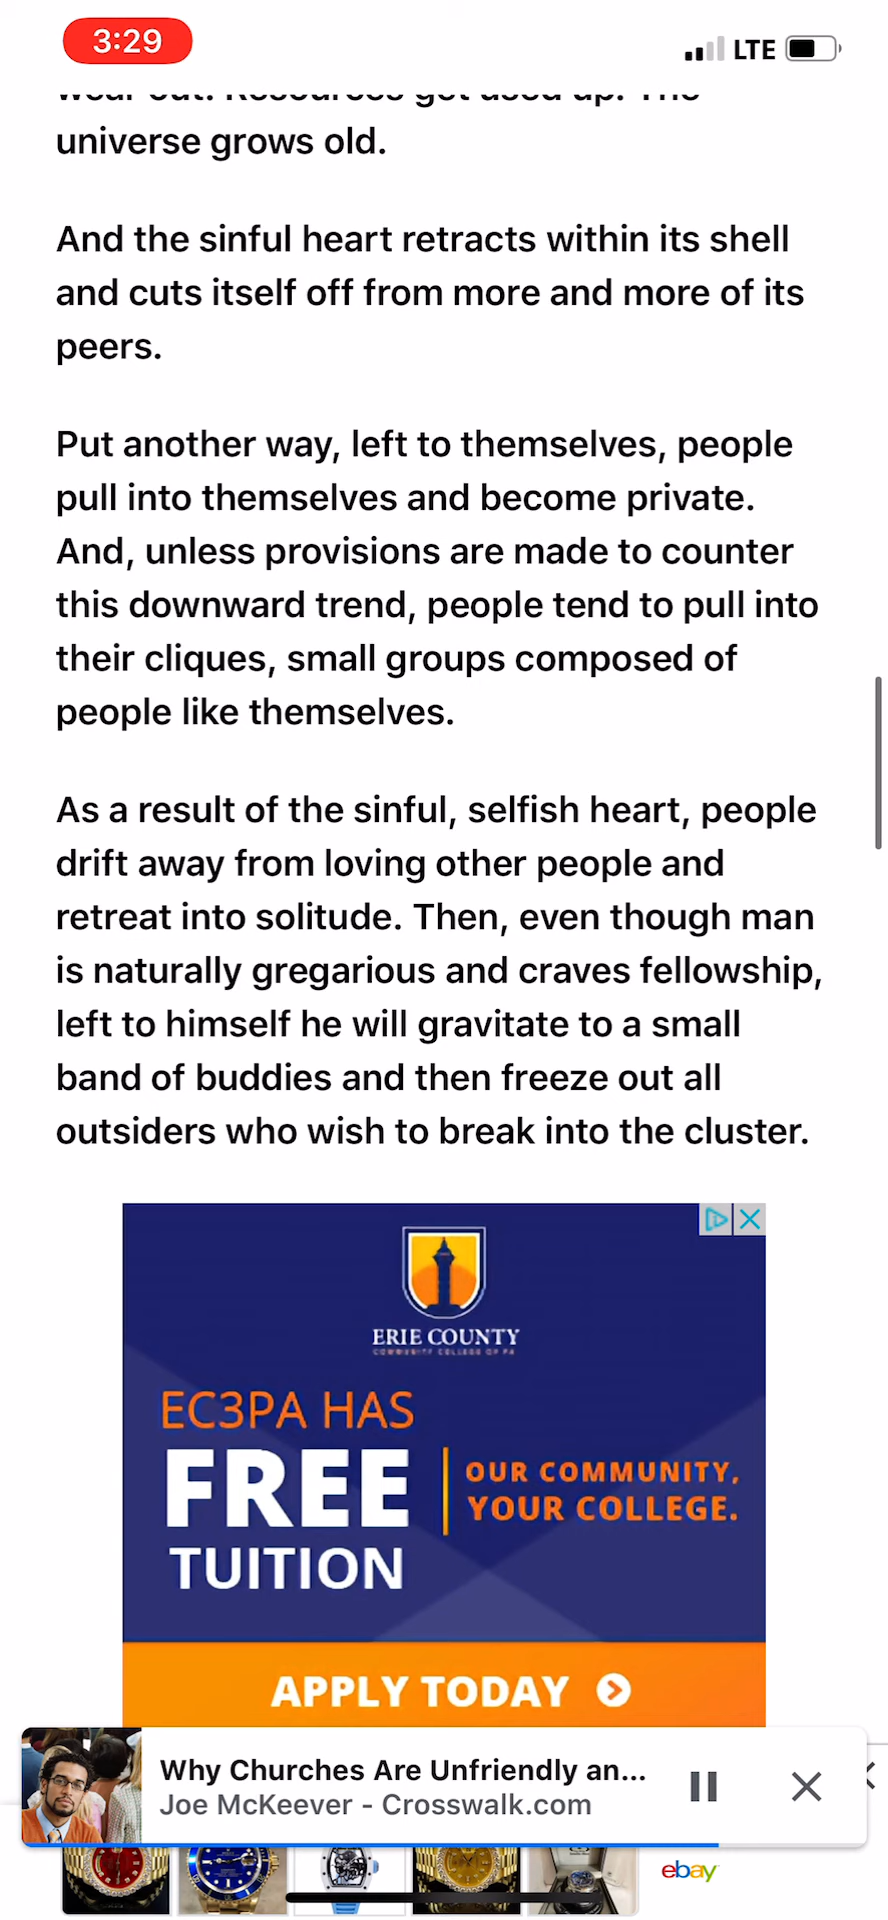 3:29
LTE
universe grows old.
And the sinful heart retracts within its shell
and cuts itself off from more and more of its
peers.
Put another way, left to themselves, people
pull into themselves and become private.
And, unless provisions are made to counter
this downward trend, people tend to pull into
their cliques, small groups composed of
people like themselves.
As a result of the sinful, selfish heart, people
drift away from loving other people and
retreat into solitude. Then, even though man
is naturally gregarious and craves fellowship,
left to himself he will gravitate to a small
band of buddies and then freeze out all
outsiders who wish to break into the cluster.
ERIE COUNTY
COMMUNITY COLLEGE OF PA
EC3PA HAS
FREE
TUITION
OUR COMMUNITY,
YOUR COLLEGE.
APPLY TODAY
Why Churches Are Unfriendly an...
Joe McKeever - Crosswalk.com
ebay